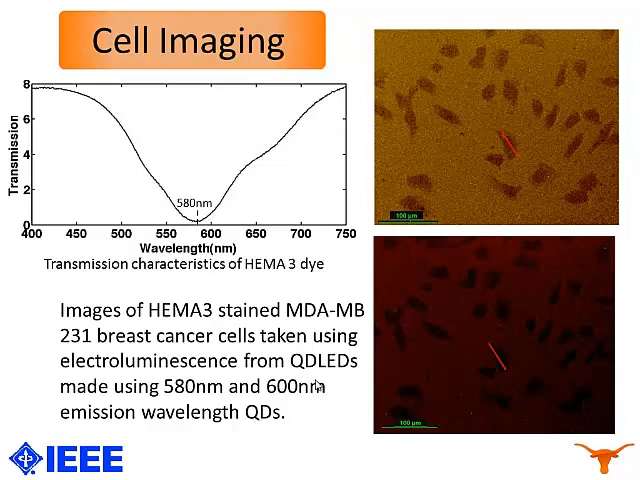 Cell Imaging
8
6
4
2
0
Transmission
580nm
400 450 500 550 600 650 700 750
Wavelength(nm)
Transmission characteristics of HEMA 3 dye
Images of HEMA3 stained MDA-MB
231 breast cancer cells taken using
electroluminescence from QDLEDs
made using 580nm and 600nm
emission wavelength QDs.
100 µm
100 µm
IEEE